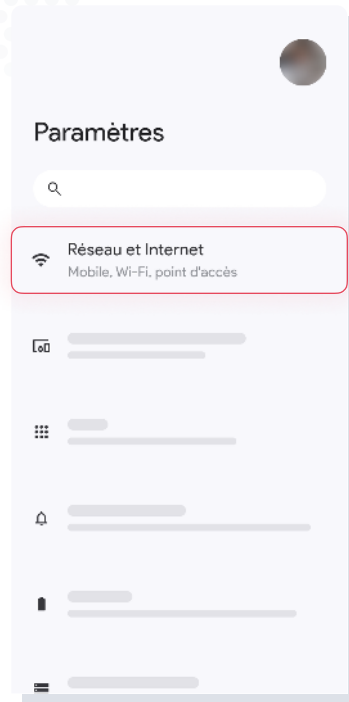 Paramètres
Réseau et Internet
Mobile, Wi-Fi, point d'accès